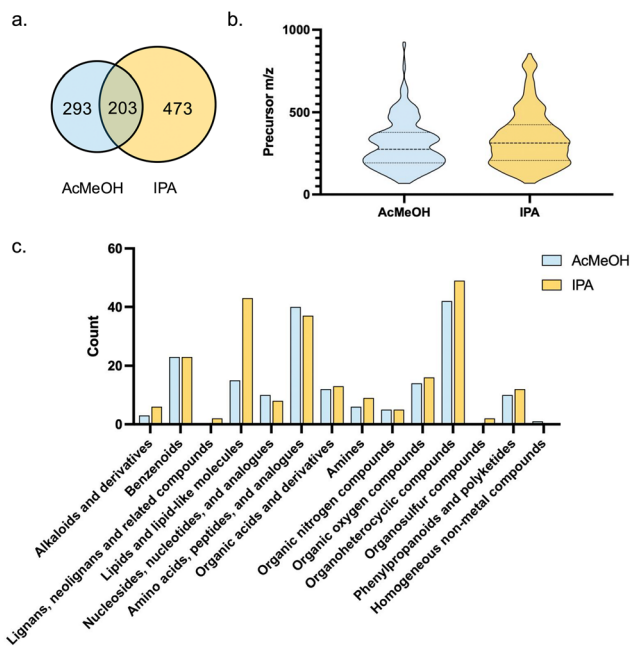 a.
293
203
473
AcMeOH
IPA
b.
Precursor m/z
1000
500
0
AcMeOH
IPA
c.
Count
60
40
20
0
AcMeOH
IPA
Alkaloids and derivatives
Benzenoids
Lignans, neolignans and related compounds
Lipids and lipid-like molecules
Nucleosides, nucleotides, and analogues
Amino acids, peptides, and analogues
Organic acids and derivatives
Amines
Organic nitrogen compounds
Organic oxygen compounds
Organoheterocyclic compounds
Organosulfur compounds
Phenylpropanoids and polyketides
Homogeneous non-metal compounds